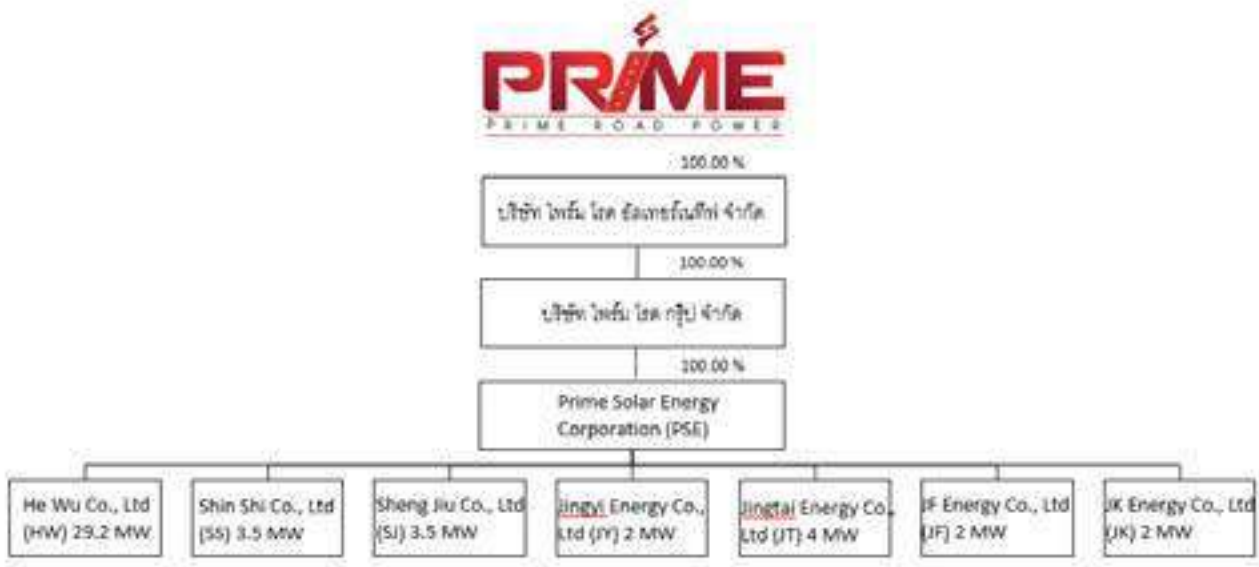 PRIME
PRIME ROAD POWER
100.00 %
บริษัท ไพร์ม โรด อัลเทอร์เนทีฟ จำกัด
100.00 %
บริษัท ไพร์ม โรด กรุ๊ป จำกัด
100.00 %
Prime Solar Energy
Corporation (PSE)
He Wu Co., Ltd
(HW) 29.2 MW
Shin Shi Co., Ltd
(SS) 3.5 MW
Sheng Jiu Co., Ltd
(SJ) 3.5 MW
Jingyi Energy Co.,
Ltd (JY) 2 MW
Jingtai Energy Co.,
Ltd (JT) 4 MW
JF Energy Co., Ltd
(JF) 2 MW
JK Energy Co., Ltd
(JK) 2 MW